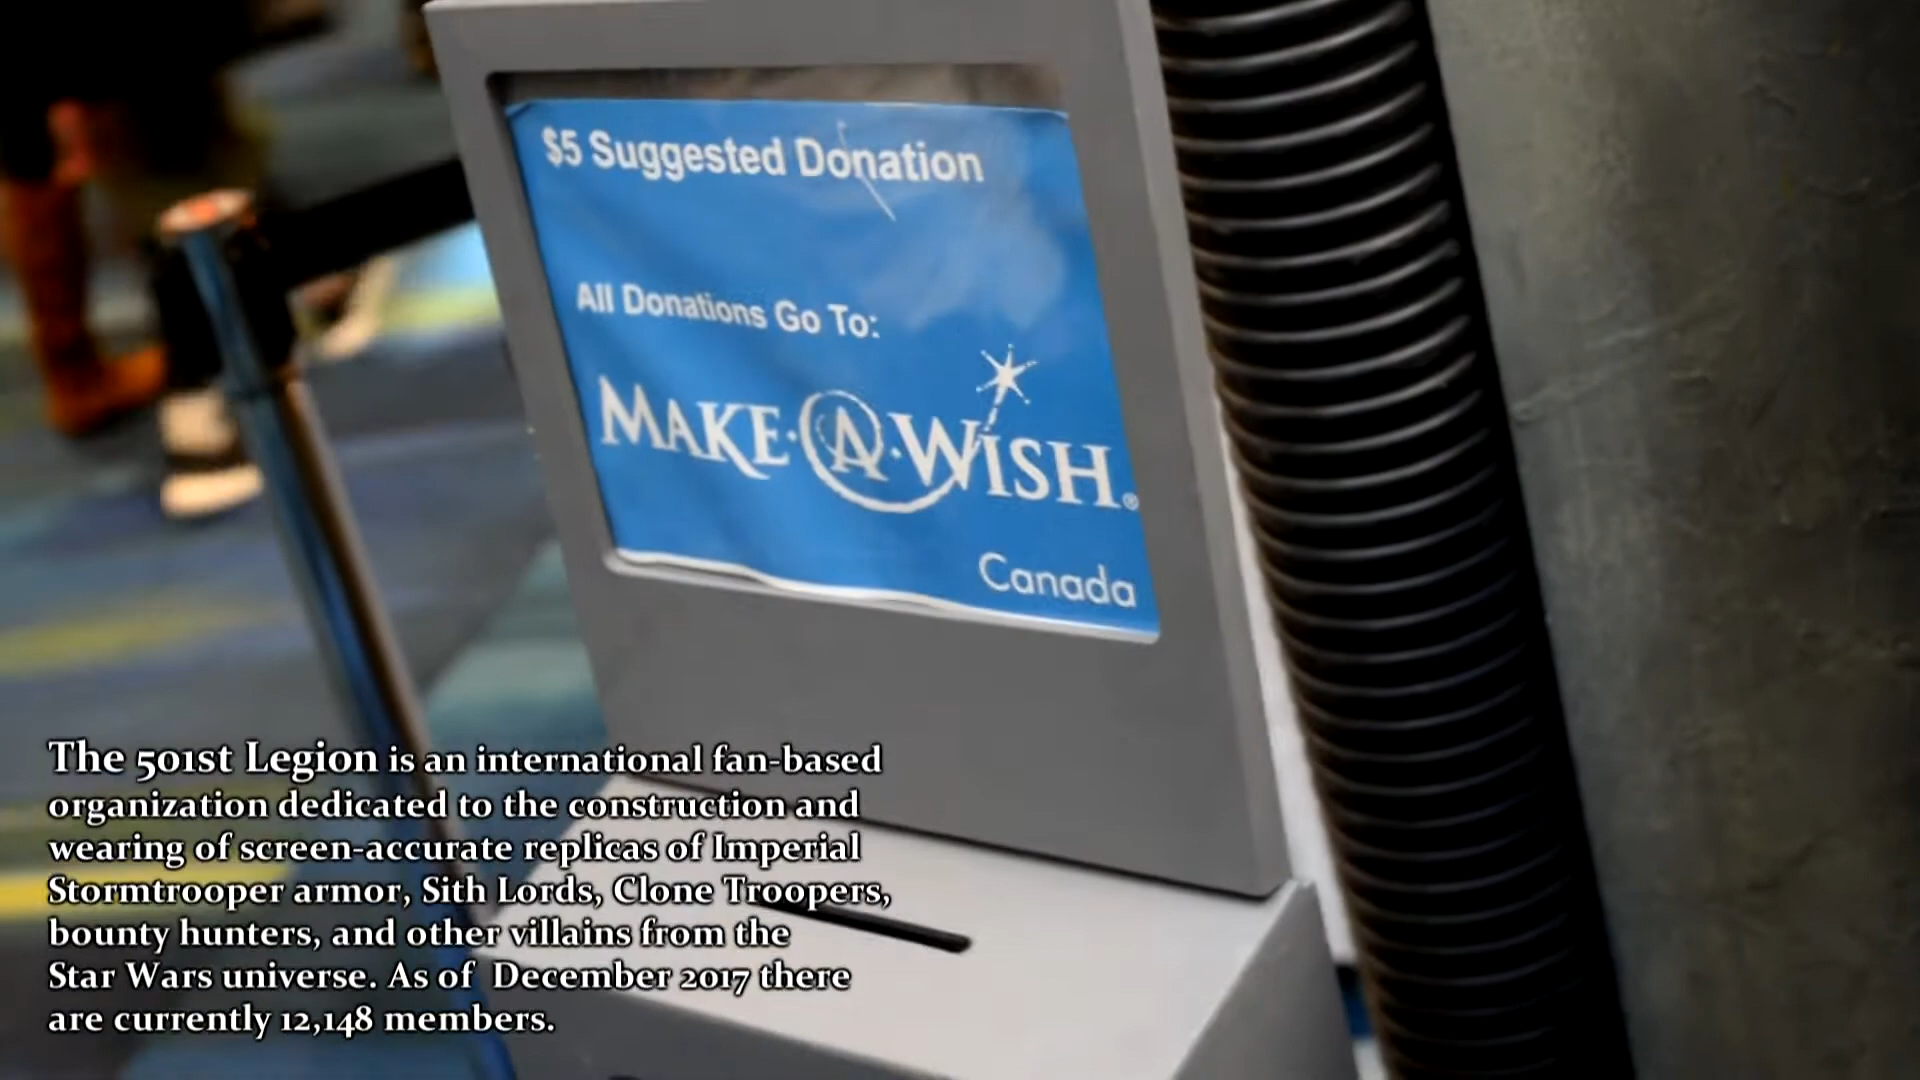 $5 Suggested Donation
All Donations Go To:
MAKE·A·WISH®
Canada
The 501st Legion is an international fan-based
organization dedicated to the construction and
wearing of screen-accurate replicas of Imperial
Stormtrooper armor, Sith Lords, Clone Troopers,
bounty hunters, and other villains from the
Star Wars universe. As of December 2017 there
are currently 12,148 members.